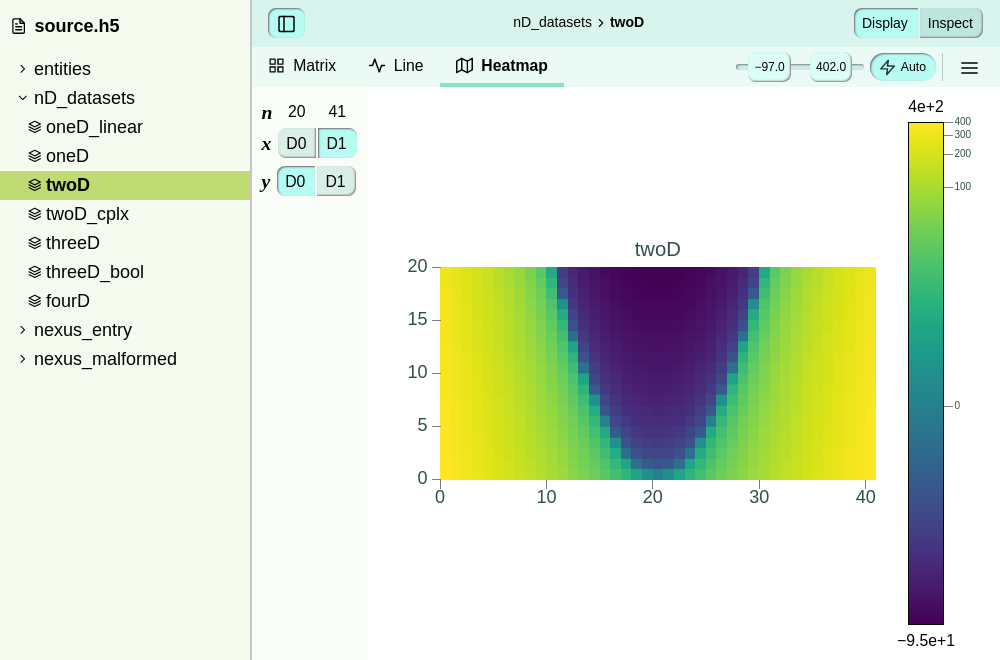 source.h5
nD_datasets › twoD
Display
Inspect
Matrix
Line
Heatmap
−97.0
402.0
Auto
entities
nD_datasets
oneD_linear
oneD
twoD
twoD_cplx
threeD
threeD_bool
fourD
nexus_entry
nexus_malformed
n 20 41
x D0 D1
y D0 D1
twoD
20
15
10
5
0
0 10 20 30 40
4e+2
400
300
200
100
0
−9.5e+1